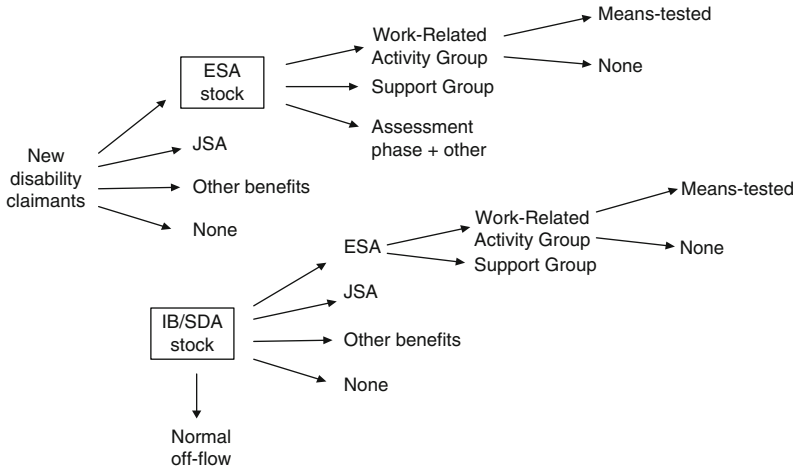 New
disability
claimants
ESA
stock
JSA
Other benefits
None
Work-Related
Activity Group
Support Group
Assessment
phase + other
Means-tested
None
IB/SDA
stock
Normal
off-flow
ESA
JSA
Other benefits
None
Work-Related
Activity Group
Support Group
Means-tested
None